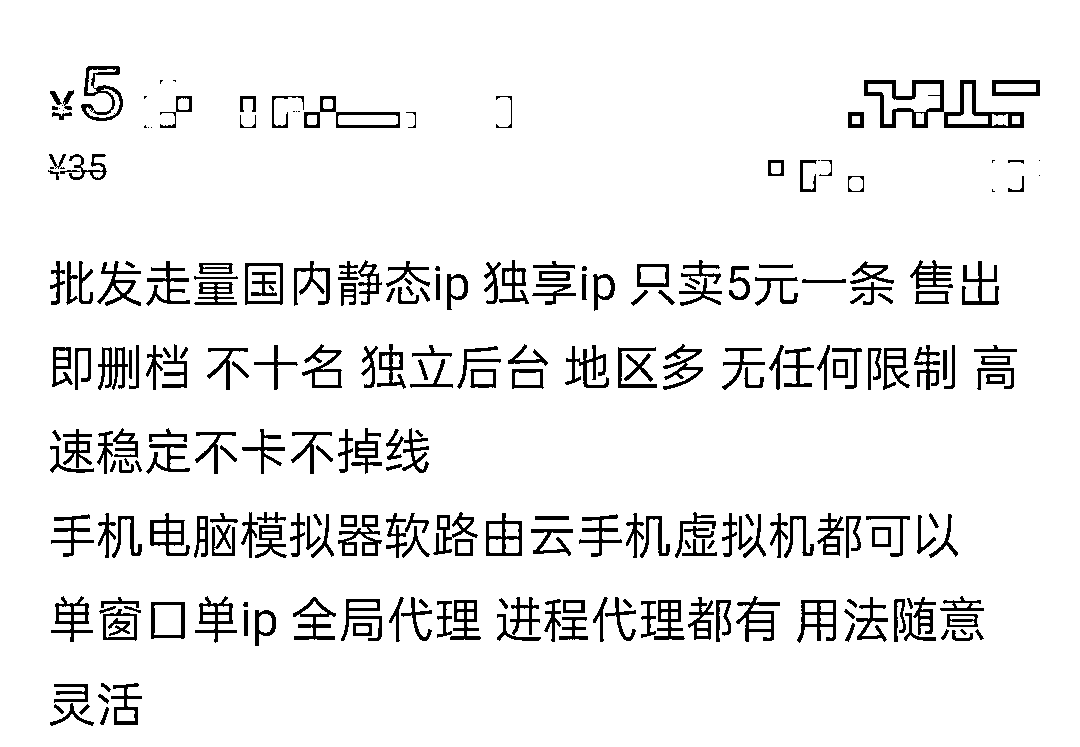 ¥5
¥35
批发走量国内静态ip 独享ip 只卖5元一条 售出
即删档 不十名 独立后台 地区多 无任何限制 高
速稳定不卡不掉线
手机电脑模拟器软路由云手机虚拟机都可以
单窗口单ip 全局代理 进程代理都有 用法随意
灵活